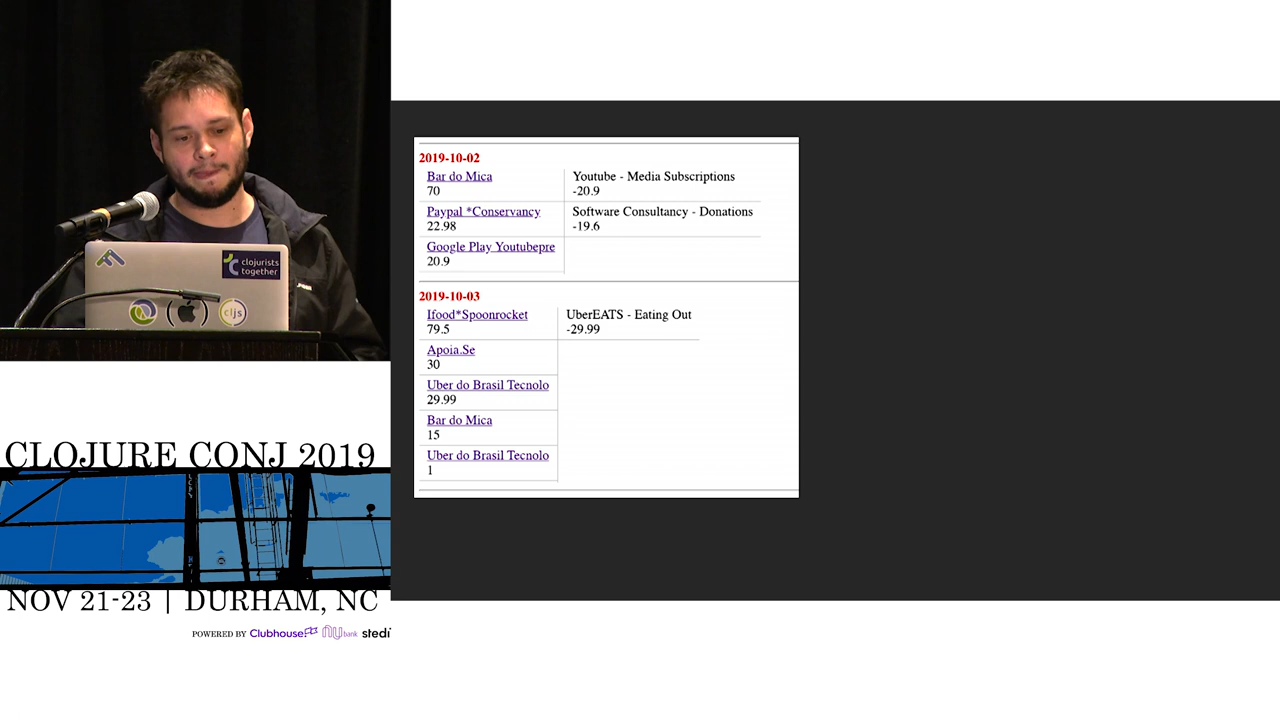 clojurists
together
cljs
CLOJURE CONJ 2019
NOV 21-23 | DURHAM, NC
POWERED BY Clubhouse nu bank stedi
2019-10-02
Bar do Mica
70
Youtube - Media Subscriptions
-20.9
Paypal *Conservancy
22.98
Software Consultancy - Donations
-19.6
Google Play Youtubepre
20.9
2019-10-03
Ifood*Spoonrocket
79.5
UberEATS - Eating Out
-29.99
Apoia.Se
30
Uber do Brasil Tecnolo
29.99
Bar do Mica
15
Uber do Brasil Tecnolo
1